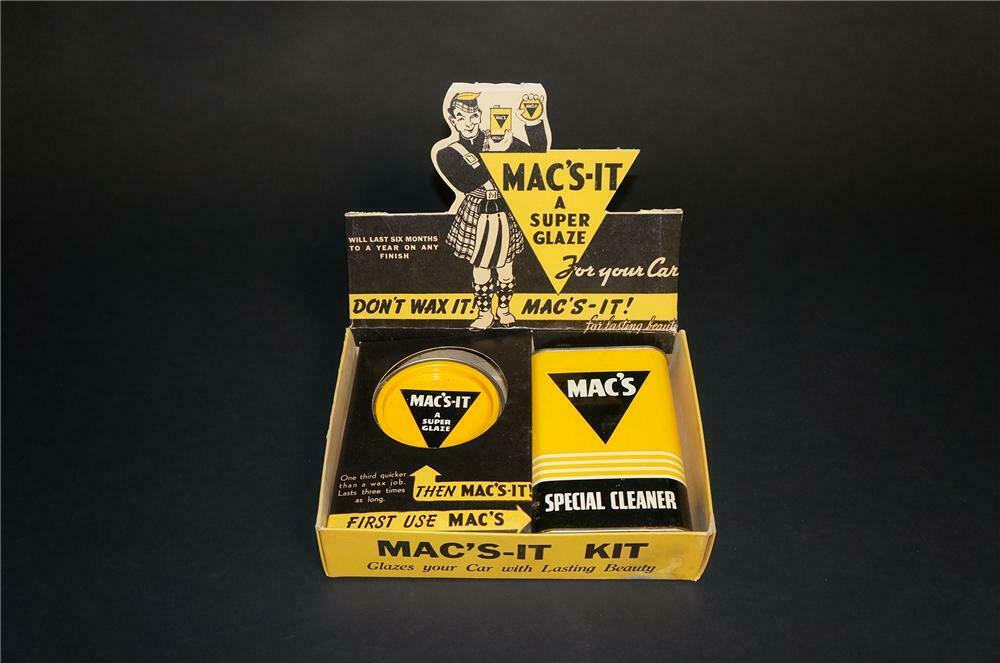 MAC'S
MAC'S-IT
A
SUPER
GLAZE
For your Car
WILL LAST SIX MONTHS
TO A YEAR ON ANY
FINISH
DON'T WAX IT! MAC'S-IT!
for lasting beauty
MAC'S-IT
A
SUPER
GLAZE
MAC'S
SPECIAL CLEANER
One third quicker
than a wax job.
Lasts three times
as long.
THEN MAC'S-IT!
FIRST USE MAC'S
MAC'S-IT KIT
Glazes your Car with Lasting Beauty